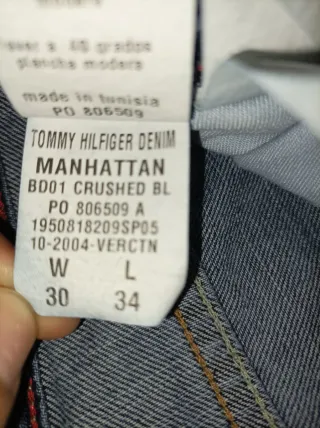 lavar a 40 grados
plancha modera
made in tunisia
PO 806509
TOMMY HILFIGER DENIM
MANHATTAN
BD01 CRUSHED BL
PO 806509 A
1950818209SP05
10-2004-VERCTN
W L
30 34